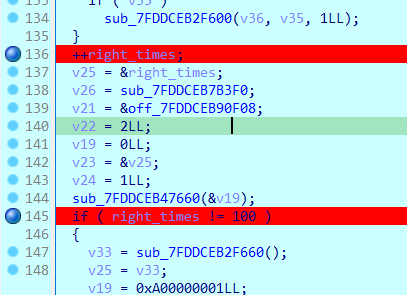 134 sub_7FDDCEB2F600(v36, v35, 1LL);
135 }
136 ++right_times;
137 v25 = &right_times;
138 v26 = sub_7FDDCEB7B3F0;
139 v21 = &off_7FDDCEB90F08;
140 v22 = 2LL;
141 v19 = 0LL;
142 v23 = &v25;
143 v24 = 1LL;
144 sub_7FDDCEB47660(&v19);
145 if ( right_times != 100 )
146 {
147 v33 = sub_7FDDCEB2F660();
148 v25 = v33;
v19 = 0xA00000001LL;